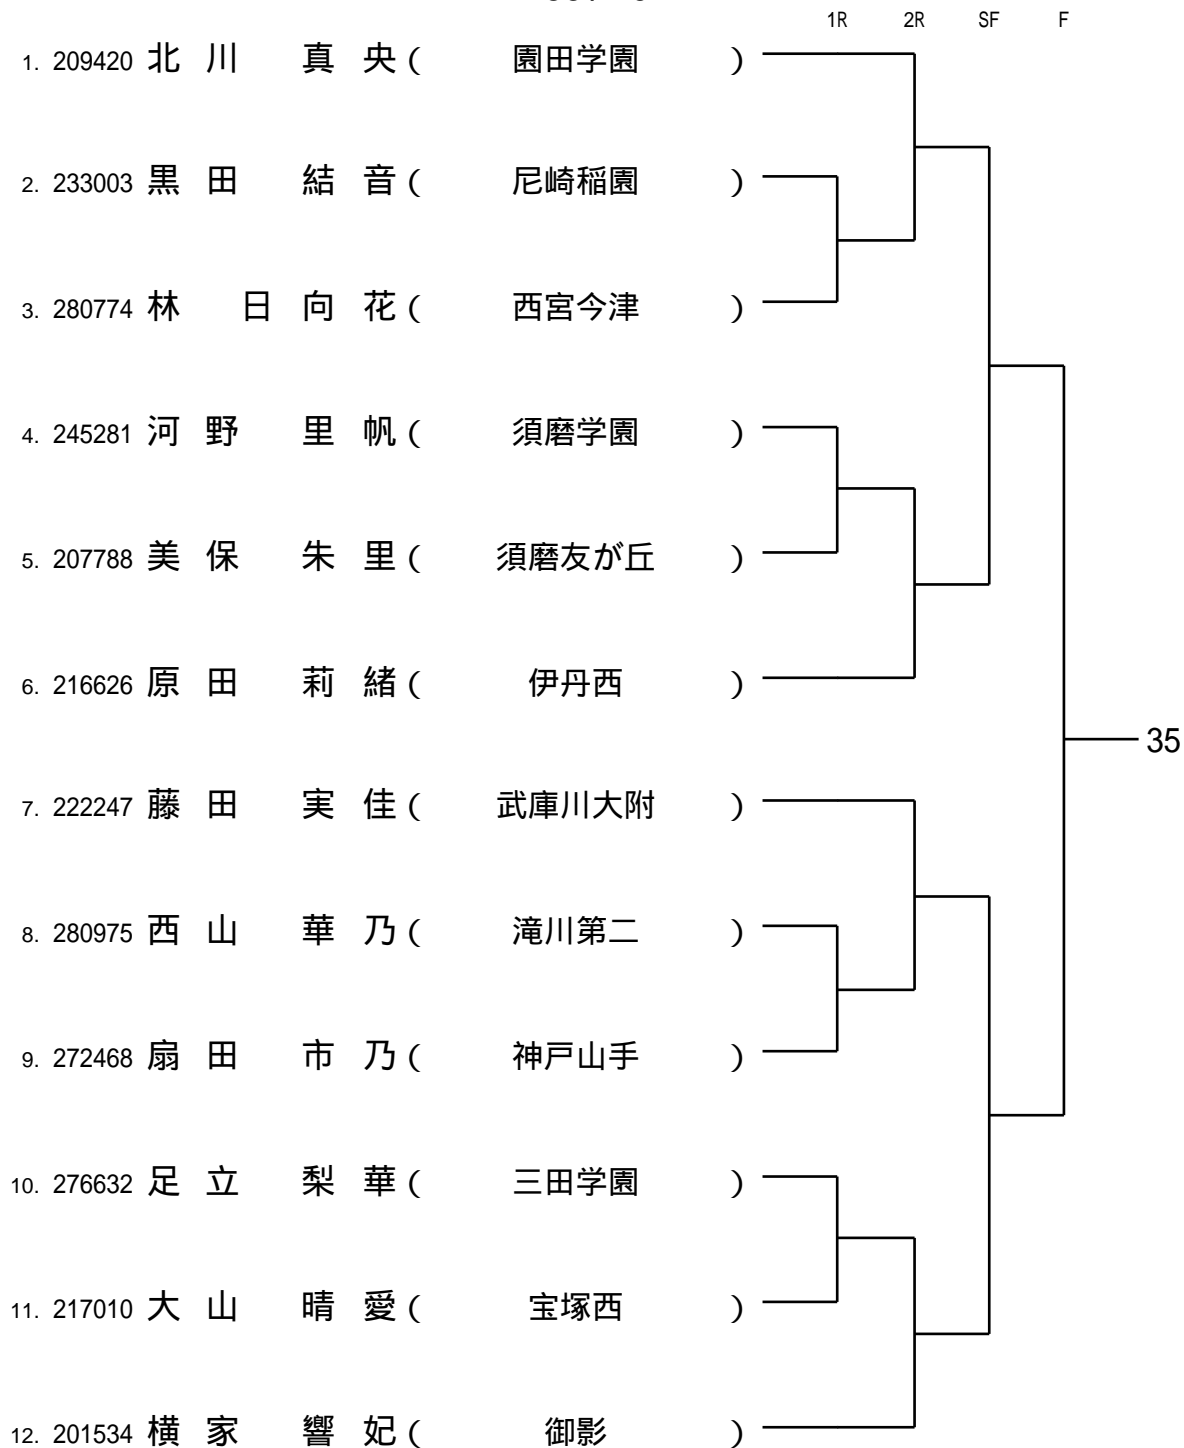 1R 2R SF F
1. 209420 北川 真央 ( 園田学園 )
2. 233003 黒田 結音 ( 尼崎稲園 )
3. 280774 林 日向花 ( 西宮今津 )
4. 245281 河野 里帆 ( 須磨学園 )
5. 207788 美保 朱里 ( 須磨友が丘 )
6. 216626 原田 莉緒 ( 伊丹西 )
35
7. 222247 藤田 実佳 ( 武庫川大附 )
8. 280975 西山 華乃 ( 滝川第二 )
9. 272468 扇田 市乃 ( 神戸山手 )
10. 276632 足立 梨華 ( 三田学園 )
11. 217010 大山 晴愛 ( 宝塚西 )
12. 201534 横家 響妃 ( 御影 )